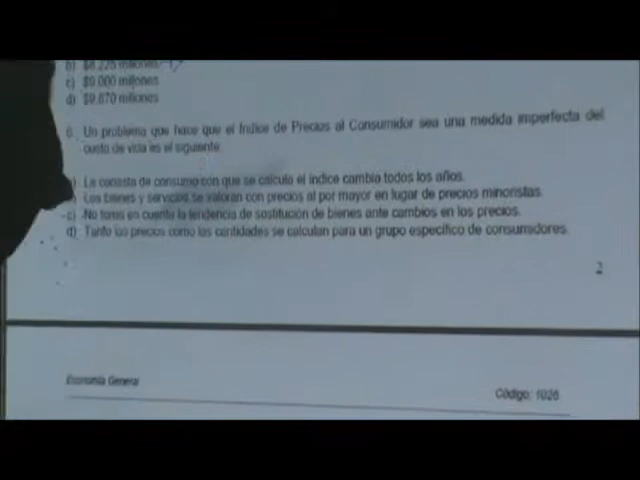 b) $8.225 millones
c) $9.000 millones
d) $9.670 millones
6. Un problema que hace que el Índice de Precios al Consumidor sea una medida imperfecta del
costo de vida es el siguiente:
) La canasta de consumo con que se calcula el índice cambia todos los años.
) Los bienes y servicios se valoran con precios al por mayor en lugar de precios minoristas.
c) No toma en cuenta la tendencia de sostitución de bienes ante cambios en los precios.
d) Tanto los precios como las cantidades se calculan para un grupo específico de consumidores.
2
Economía General
Código: 1026